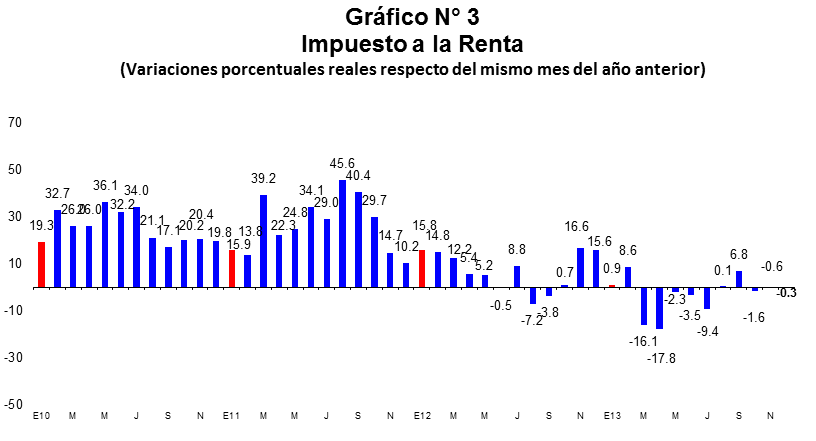 Gráfico N° 3
Impuesto a la Renta
(Variaciones porcentuales reales respecto del mismo mes del año anterior)
70
50
30
10
-10
-30
-50
19.3 32.7 26.0 26.0 36.1 32.2 34.0 21.1 17.1 20.2 20.4 19.8 15.9 13.8 39.2 22.3 24.8 34.1 29.0 45.6 40.4 29.7 14.7 10.2 15.8 14.8 12.2 5.4 5.2 -0.5 8.8 -7.2 -3.8 0.7 16.6 15.6 0.9 8.6 -16.1 -17.8 -2.3 -3.5 -9.4 0.1 6.8 -1.6 -0.6 -0.3
E10 M M J S N E11 M M J S N E12 M M J S N E13 M M J S N